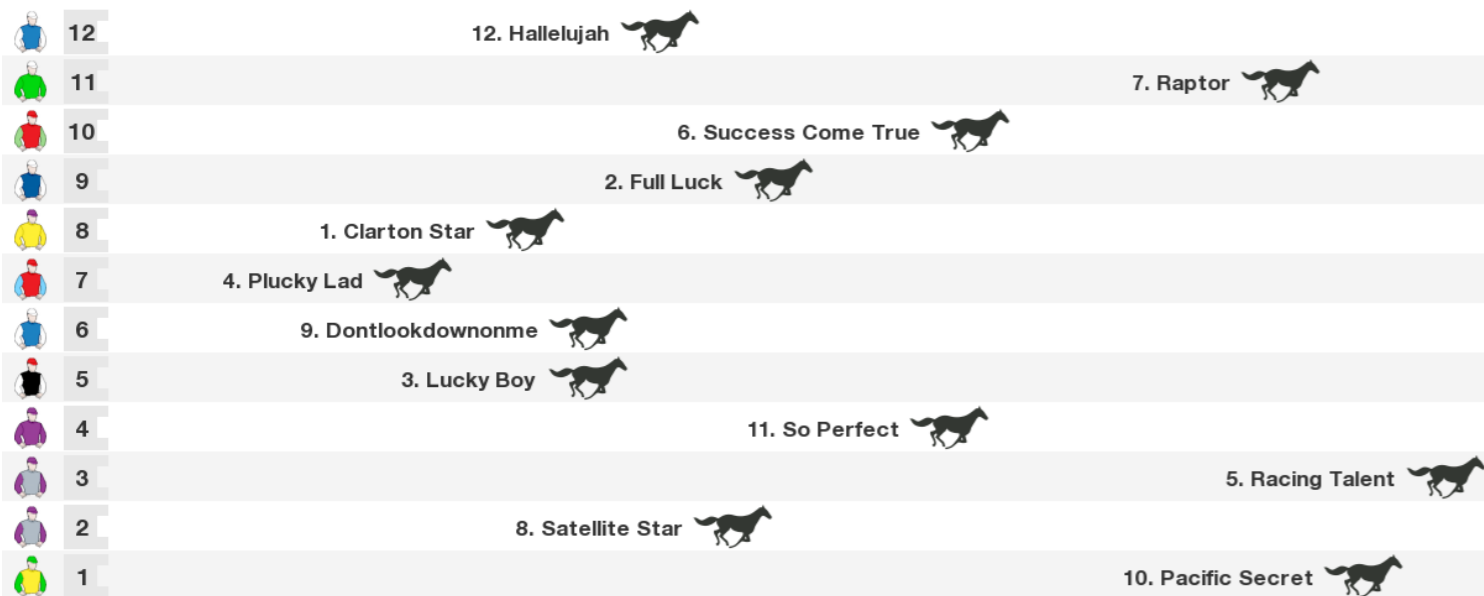 12 12. Hallelujah
11 7. Raptor
10 6. Success Come True
9 2. Full Luck
8 1. Clarton Star
7 4. Plucky Lad
6 9. Dontlookdownonme
5 3. Lucky Boy
4 11. So Perfect
3 5. Racing Talent
2 8. Satellite Star
1 10. Pacific Secret